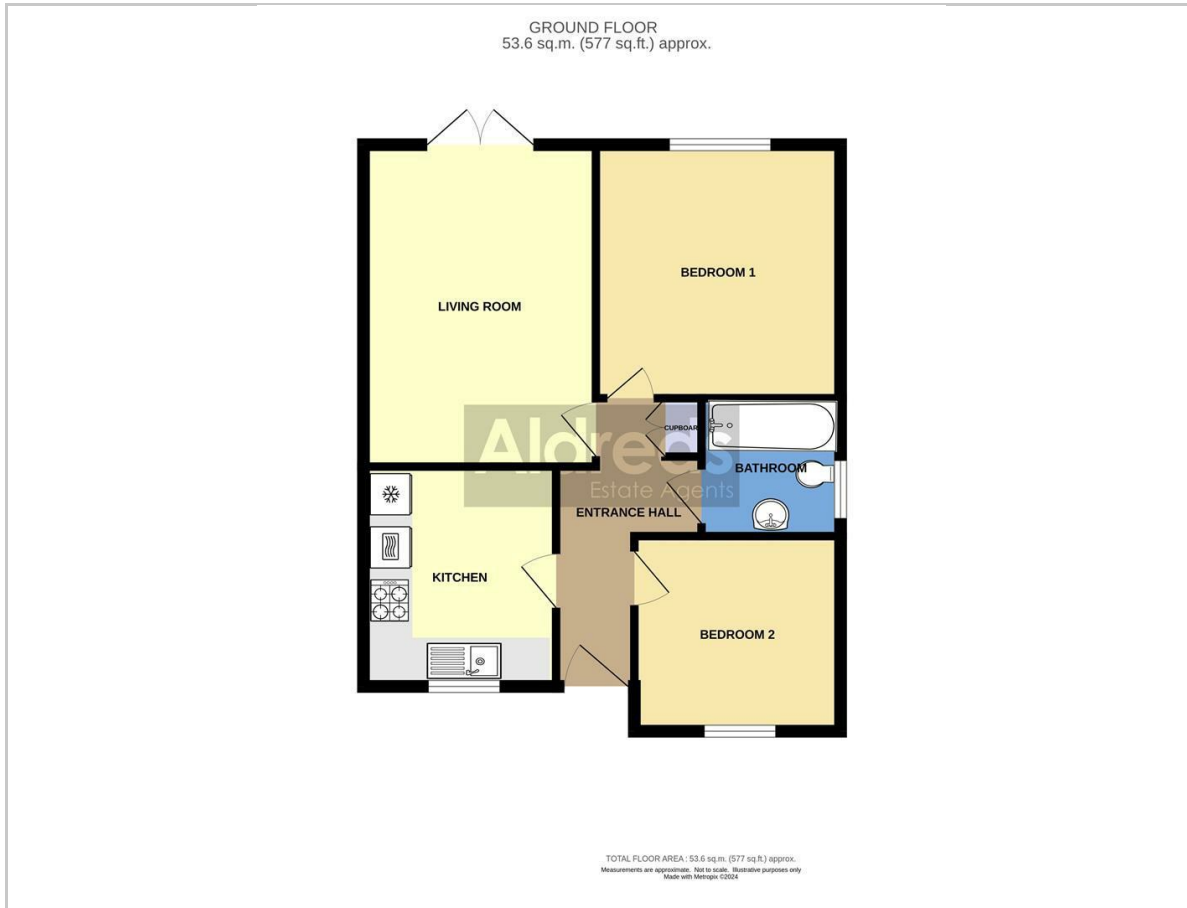 GROUND FLOOR
53.6 sq.m. (577 sq.ft.) approx.
BEDROOM 1
LIVING ROOM
CUPBOAR
Aldreds
Estate Agents
BATHROOM
ENTRANCE HALL
KITCHEN
BEDROOM 2
TOTAL FLOOR AREA : 53.6 sq.m. (577 sq.ft.) approx.
Measurements are approximate. Not to scale. Illustrative purposes only
Made with Metropix ©2024